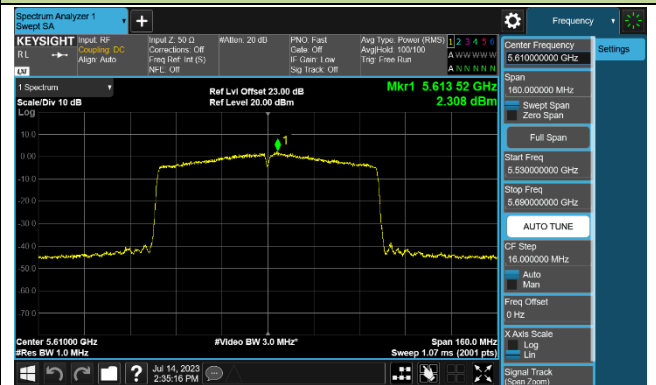 Spectrum Analyzer 1
Swept SA
Frequency
KEYSIGHT
RL
LXI
Input: RF
Coupling: DC
Align: Auto
Input Z: 50 Ω
Corrections: Off
Freq Ref: Int (S)
NFE: Off
#Atten: 20 dB
PNO: Fast
Gate: Off
IF Gain: Low
Sig Track: Off
Avg Type: Power (RMS)
Avg|Hold: 100/100
Trig: Free Run
1 2 3 4 5 6
A W W W W W
A N N N N N
1 Spectrum
Scale/Div 10 dB
Log
Ref Lvl Offset 23.00 dB
Ref Level 20.00 dBm
Mkr1 5.613 52 GHz
2.308 dBm
1
10.0
0.00
-10.0
-20.0
-30.0
-40.0
-50.0
-60.0
-70.0
Center 5.61000 GHz
#Res BW 1.0 MHz
#Video BW 3.0 MHz*
Span 160.0 MHz
Sweep 1.07 ms (2001 pts)
Jul 14, 2023
2:35:16 PM
Center Frequency
5.610000000 GHz
Settings
Span
160.000000 MHz
Swept Span
Zero Span
Full Span
Start Freq
5.530000000 GHz
Stop Freq
5.690000000 GHz
AUTO TUNE
CF Step
16.000000 MHz
Auto
Man
Freq Offset
0 Hz
X Axis Scale
Log
Lin
Signal Track
(Span Zoom)